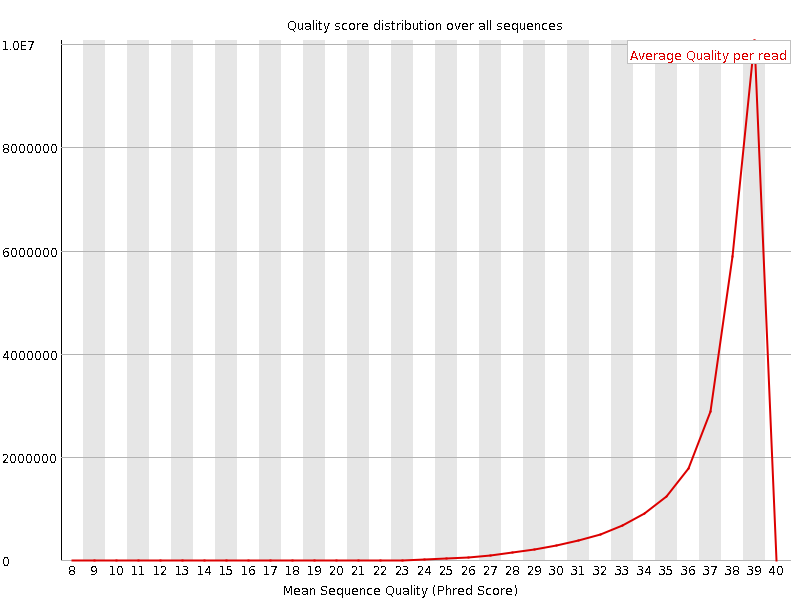 Quality score distribution over all sequences
Average Quality per read
1.0E7
8000000
6000000
4000000
2000000
0
8 9 10 11 12 13 14 15 16 17 18 19 20 21 22 23 24 25 26 27 28 29 30 31 32 33 34 35 36 37 38 39 40
Mean Sequence Quality (Phred Score)